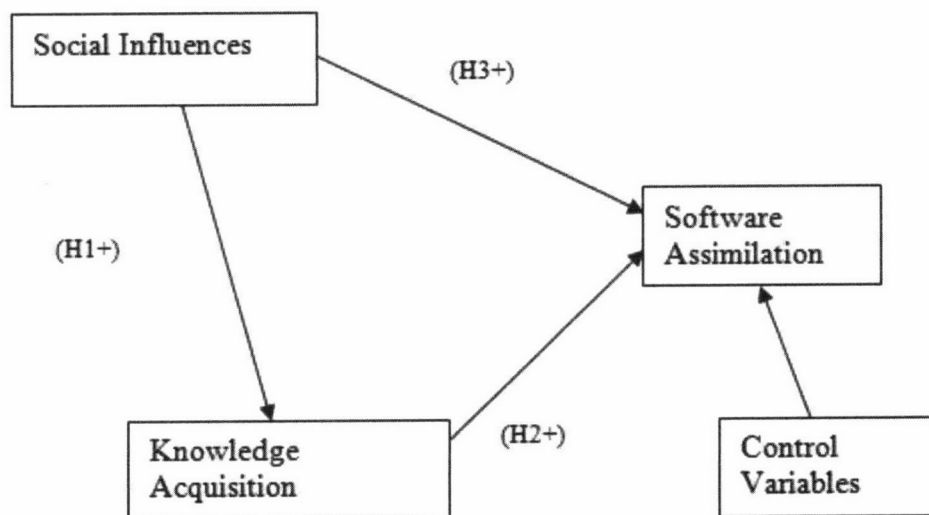 Social Influences
(H3+)
Software
Assimilation
(H1+)
(H2+)
Knowledge
Acquisition
Control
Variables